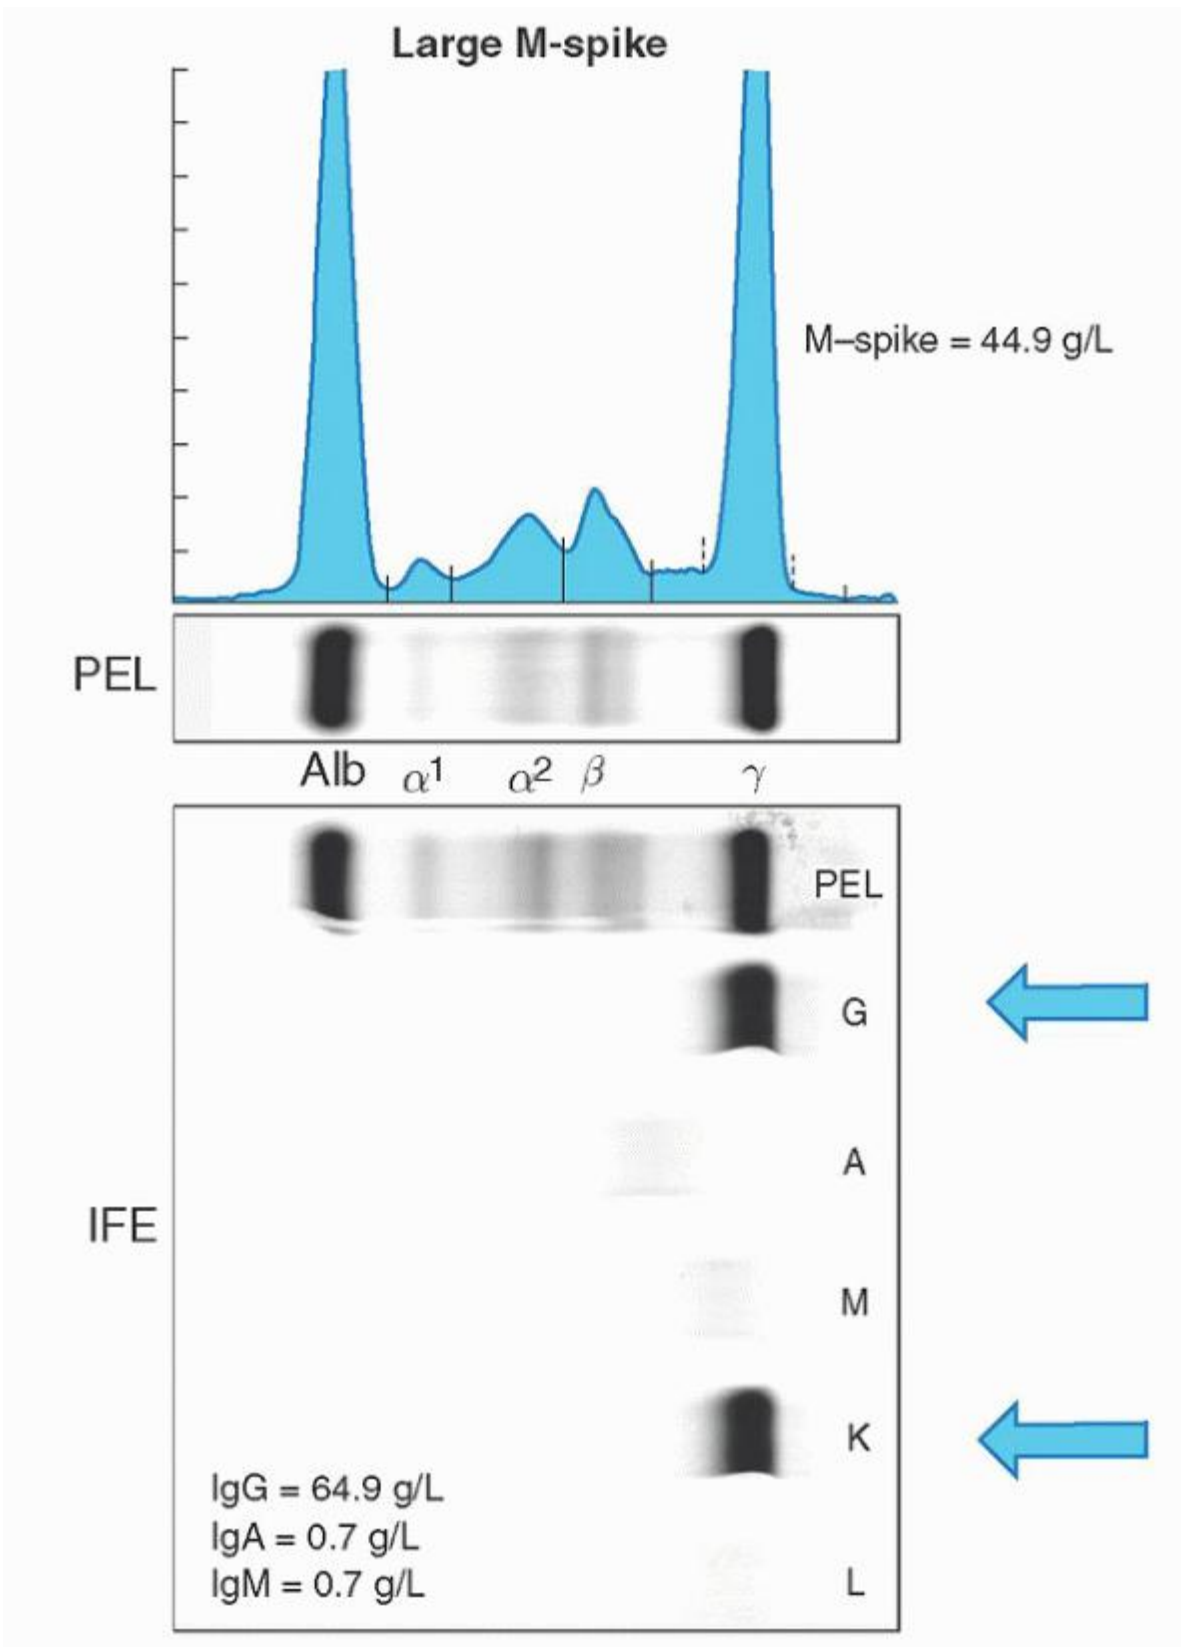 Large M-spike
M–spike = 44.9 g/L
PEL
Alb α1 α2 β γ
PEL
G
A
IFE
M
K
IgG = 64.9 g/L
IgA = 0.7 g/L
IgM = 0.7 g/L
L